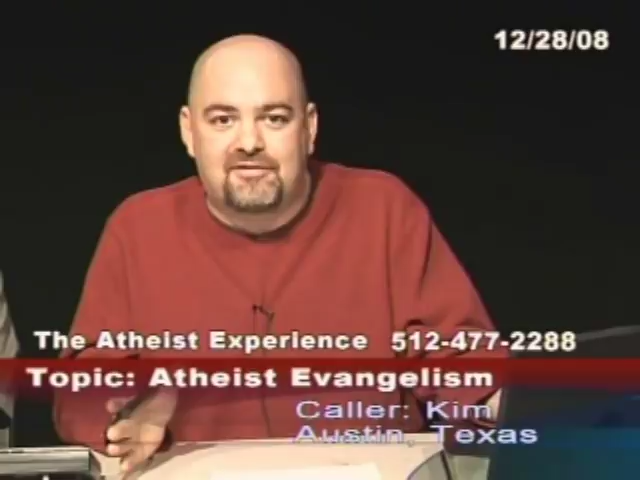 12/28/08
The Atheist Experience 512-477-2288
Topic: Atheist Evangelism
Caller: Kim
Austin, Texas